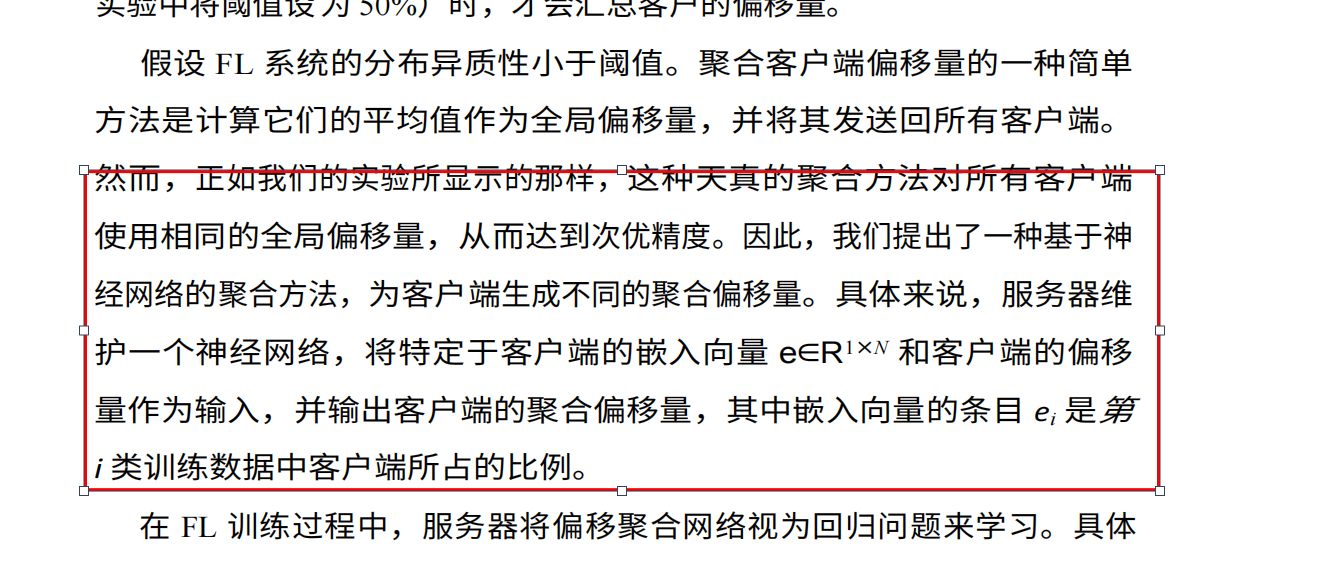 实验中将阈值设为 50%）时，才会汇总客户的偏移量。
假设 FL 系统的分布异质性小于阈值。聚合客户端偏移量的一种简单
方法是计算它们的平均值作为全局偏移量，并将其发送回所有客户端。
然而，正如我们的实验所显示的那样，这种天真的聚合方法对所有客户端
使用相同的全局偏移量，从而达到次优精度。因此，我们提出了一种基于神
经网络的聚合方法，为客户端生成不同的聚合偏移量。具体来说，服务器维
护一个神经网络，将特定于客户端的嵌入向量 e∈R¹ˣᴺ 和客户端的偏移
量作为输入，并输出客户端的聚合偏移量，其中嵌入向量的条目 eᵢ 是第
i 类训练数据中客户端所占的比例。
在 FL 训练过程中，服务器将偏移聚合网络视为回归问题来学习。具体